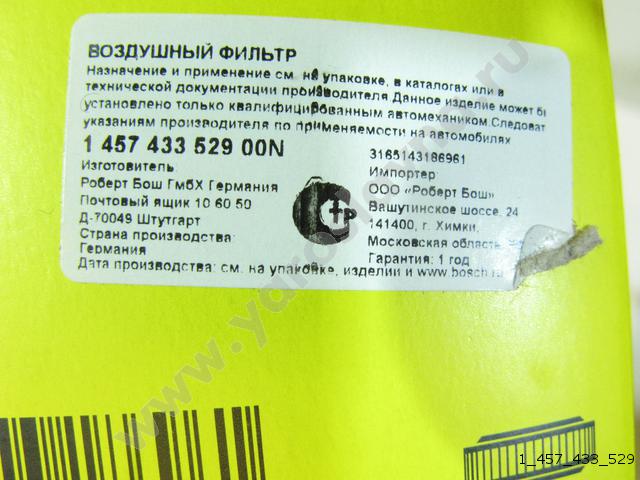 ВОЗДУШНЫЙ ФИЛЬТР
Назначение и применение см. на упаковке, в каталогах или в
технической документации производителя.Данное изделие может бы
установлено только квалифицированным автомехаником.Следоват
указаниям производителя по применяемости на автомобилях
1 457 433 529 00N
Изготовитель:
Роберт Бош ГмбХ Германия
Почтовый ящик 10 60 50
Д-70049 Штутгарт
Страна производства:
Германия
3165143186961
Импортер:
ООО «Роберт Бош»
Вашутинское шоссе, 24
141400, г. Химки,
Московская область,
Гарантия: 1 год
Дата производства: см. на упаковке, изделии и www.bosch.ru
тр
1_457_433_529